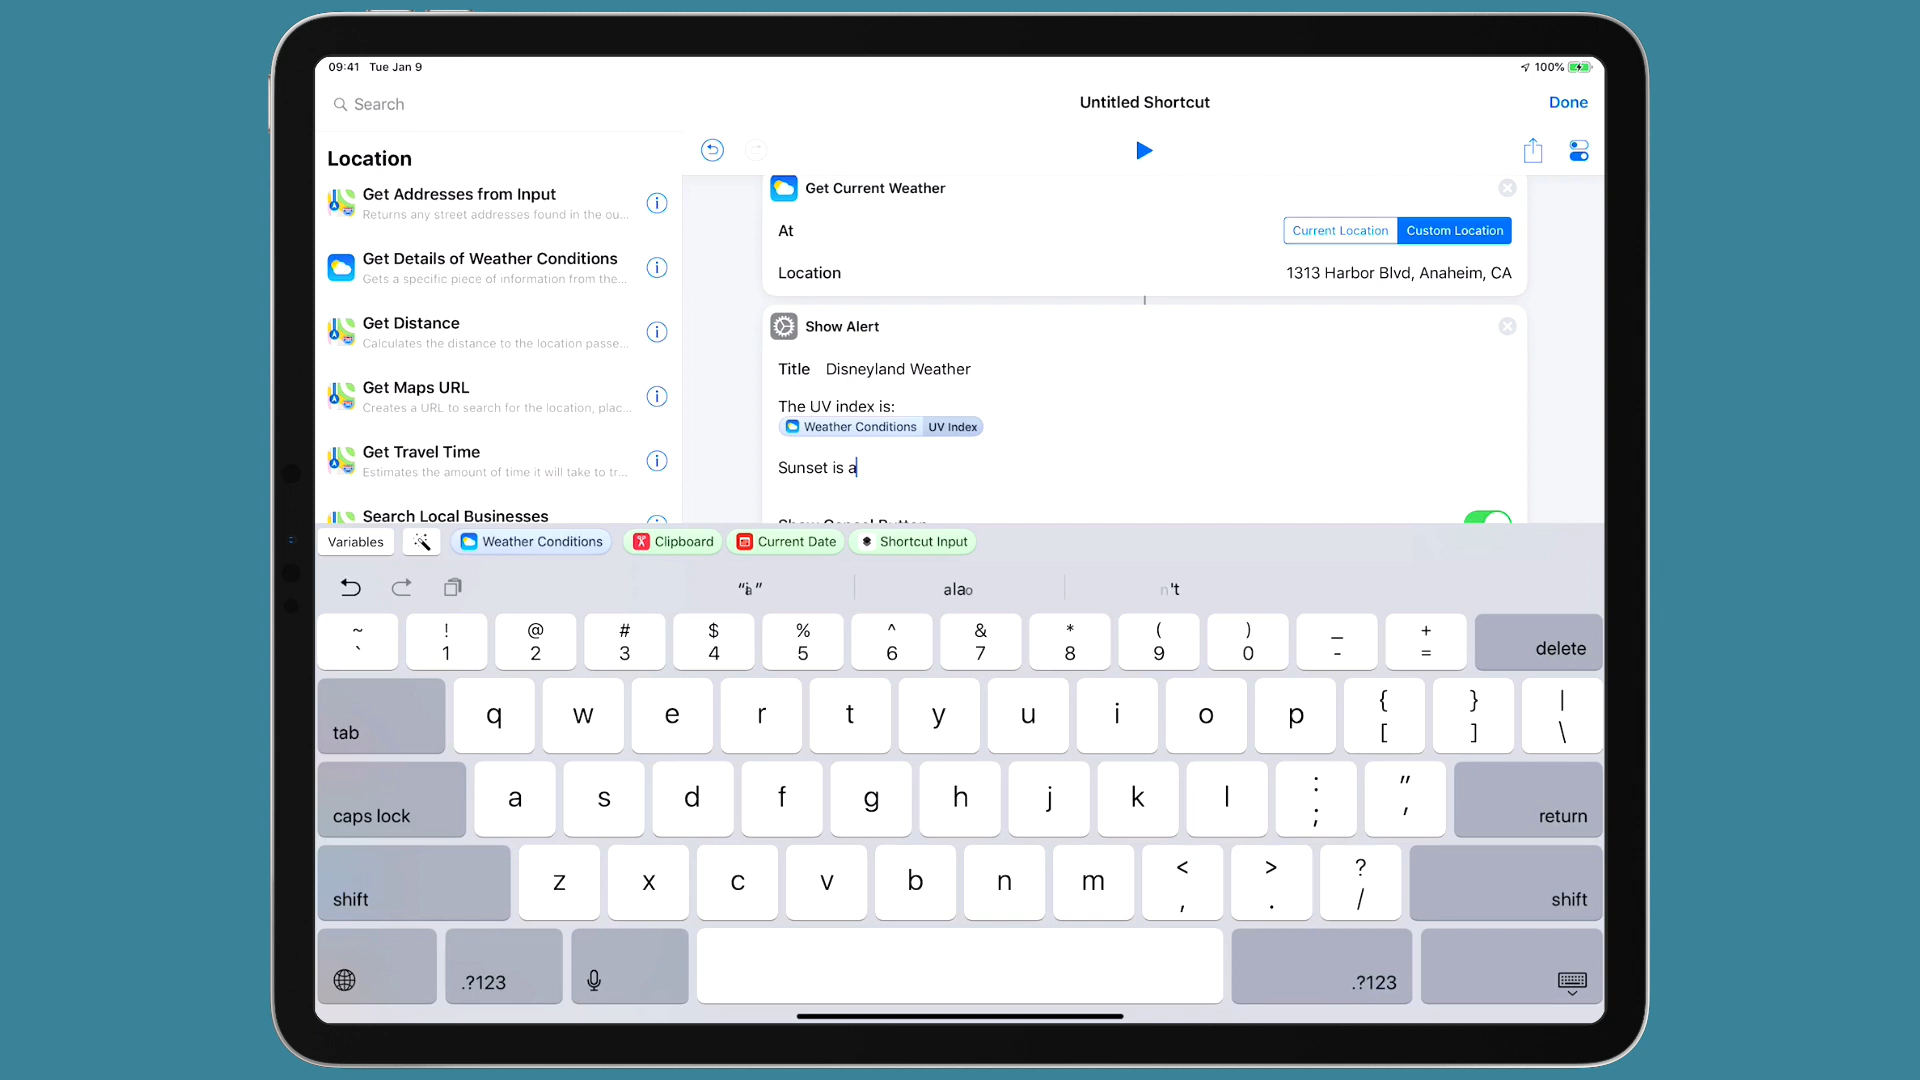 09:41 Tue Jan 9
100%
Search
Untitled Shortcut
Done
Location
Get Addresses from Input
Returns any street addresses found in the ou...
Get Details of Weather Conditions
Gets a specific piece of information from the...
Get Distance
Calculates the distance to the location passe...
Get Maps URL
Creates a URL to search for the location, plac...
Get Travel Time
Estimates the amount of time it will take to tr...
Search Local Businesses
Get Current Weather
At
Current Location
Custom Location
Location
1313 Harbor Blvd, Anaheim, CA
Show Alert
Title Disneyland Weather
The UV index is:
Weather Conditions UV Index
Sunset is a
Variables
Weather Conditions
Clipboard
Current Date
Shortcut Input
~ ! @ # $ % ^ & * ( ) _ +
` 1 2 3 4 5 6 7 8 9 0 - = delete
tab q w e r t y u i o p { [ } ] | \
caps lock a s d f g h j k l : ; " ' return
shift z x c v b n m < , > . ? / shift
.?123 .?123